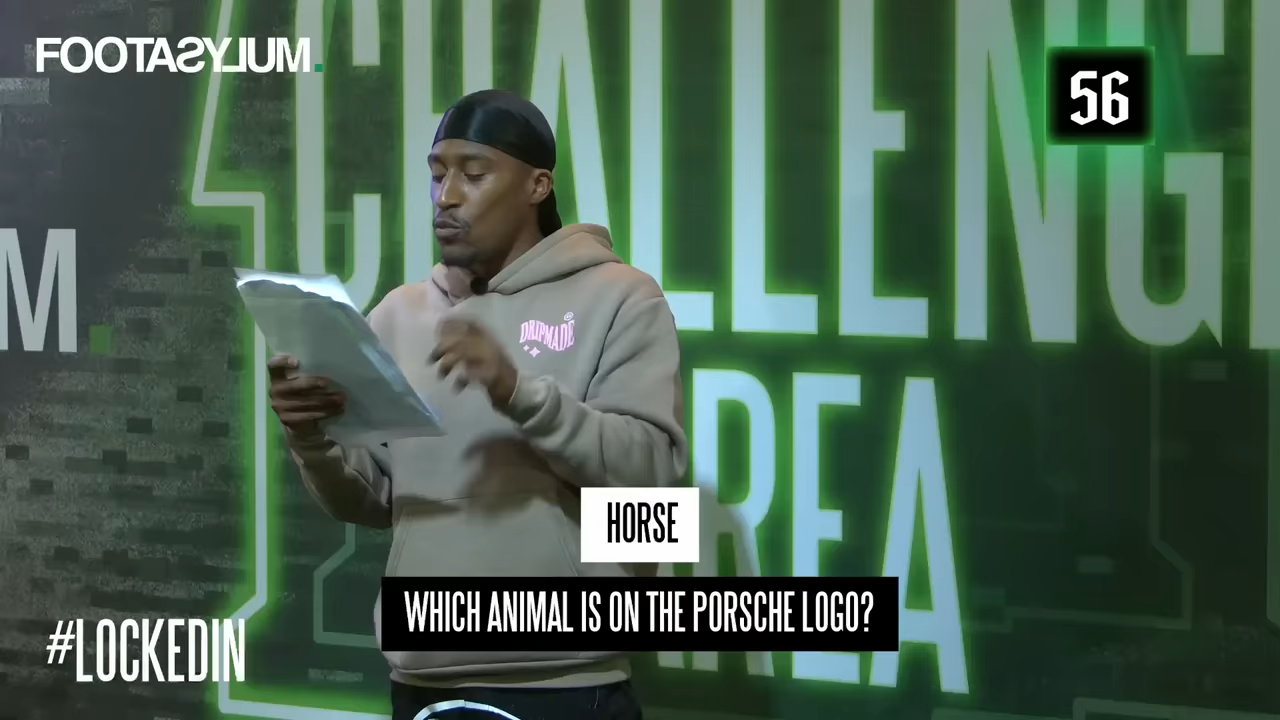 FOOTASYLUM.
56
CHALLENG
AREA
M.
@
DRIPMADE
HORSE
WHICH ANIMAL IS ON THE PORSCHE LOGO?
#LOCKEDIN